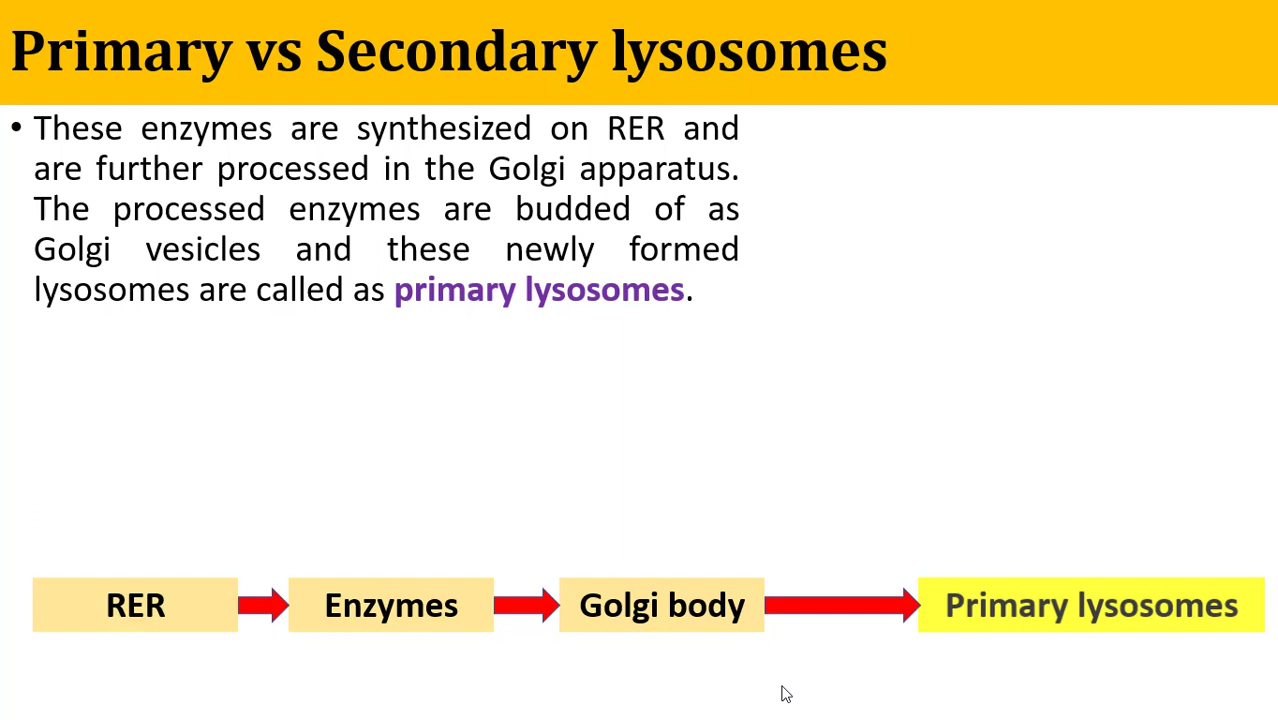 Primary vs Secondary lysosomes
• These enzymes are synthesized on RER and
are further processed in the Golgi apparatus.
The processed enzymes are budded of as
Golgi vesicles and these newly formed
lysosomes are called as primary lysosomes.
RER
Enzymes
Golgi body
Primary lysosomes